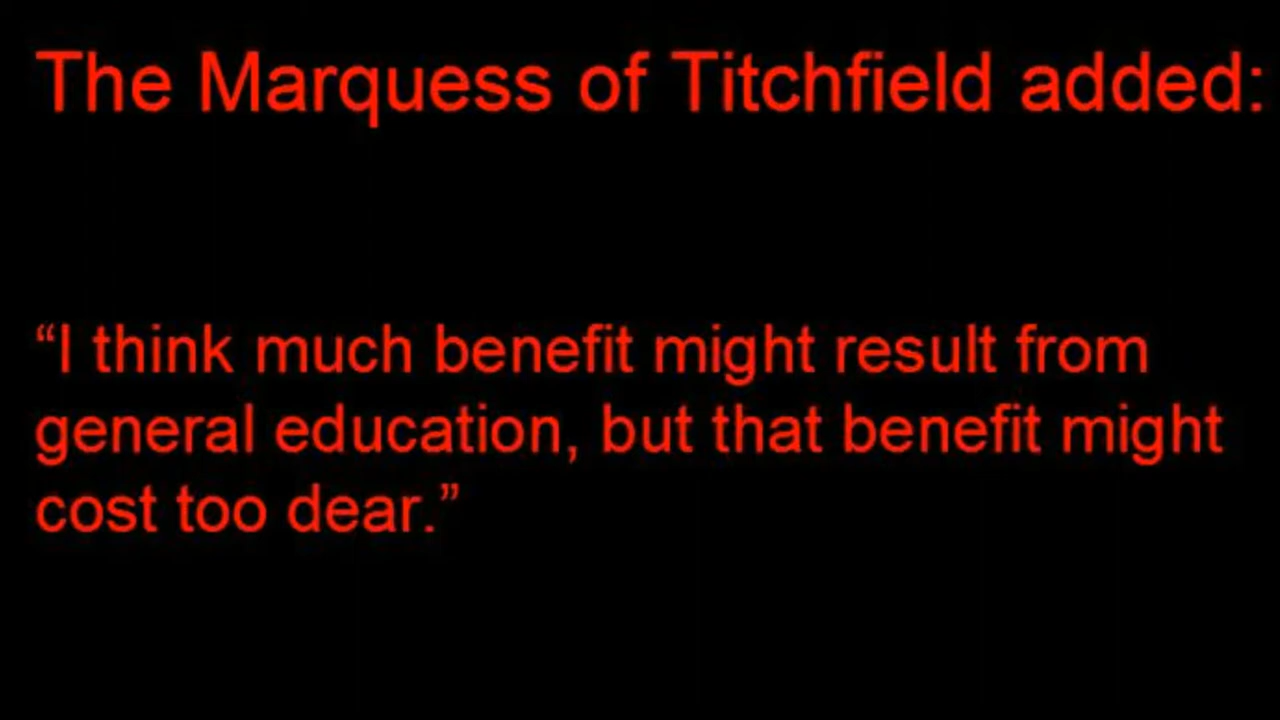 The Marquess of Titchfield added:
“I think much benefit might result from
general education, but that benefit might
cost too dear.”